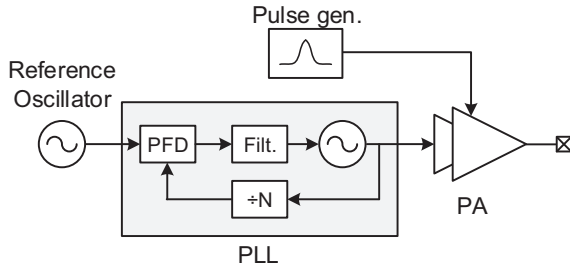 Pulse gen.
Reference
Oscillator
PFD
Filt.
÷N
PA
PLL